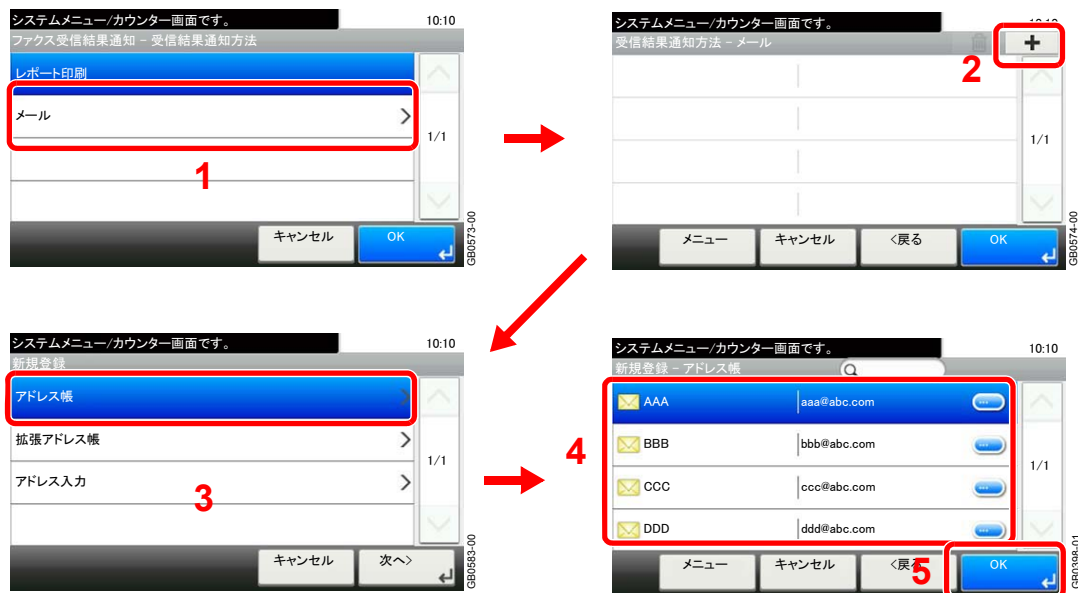 システムメニュー/カウンター画面です。
10:10
ファクス受信結果通知 - 受信結果通知方法
レポート印刷
メール
1/1
1
キャンセル
OK
GB0573-00
システムメニュー/カウンター画面です。
10:10
受信結果通知方法 - メール
+
2
1/1
メニュー
キャンセル
<戻る
OK
GB0574-00
システムメニュー/カウンター画面です。
10:10
新規登録
アドレス帳
拡張アドレス帳
1/1
アドレス入力
3
キャンセル
次へ>
GB0583-00
システムメニュー/カウンター画面です。
10:10
新規登録 - アドレス帳
AAA aaa@abc.com
4
BBB bbb@abc.com
1/1
CCC ccc@abc.com
DDD ddd@abc.com
メニュー
キャンセル
<戻る
5
OK
GB0398-01